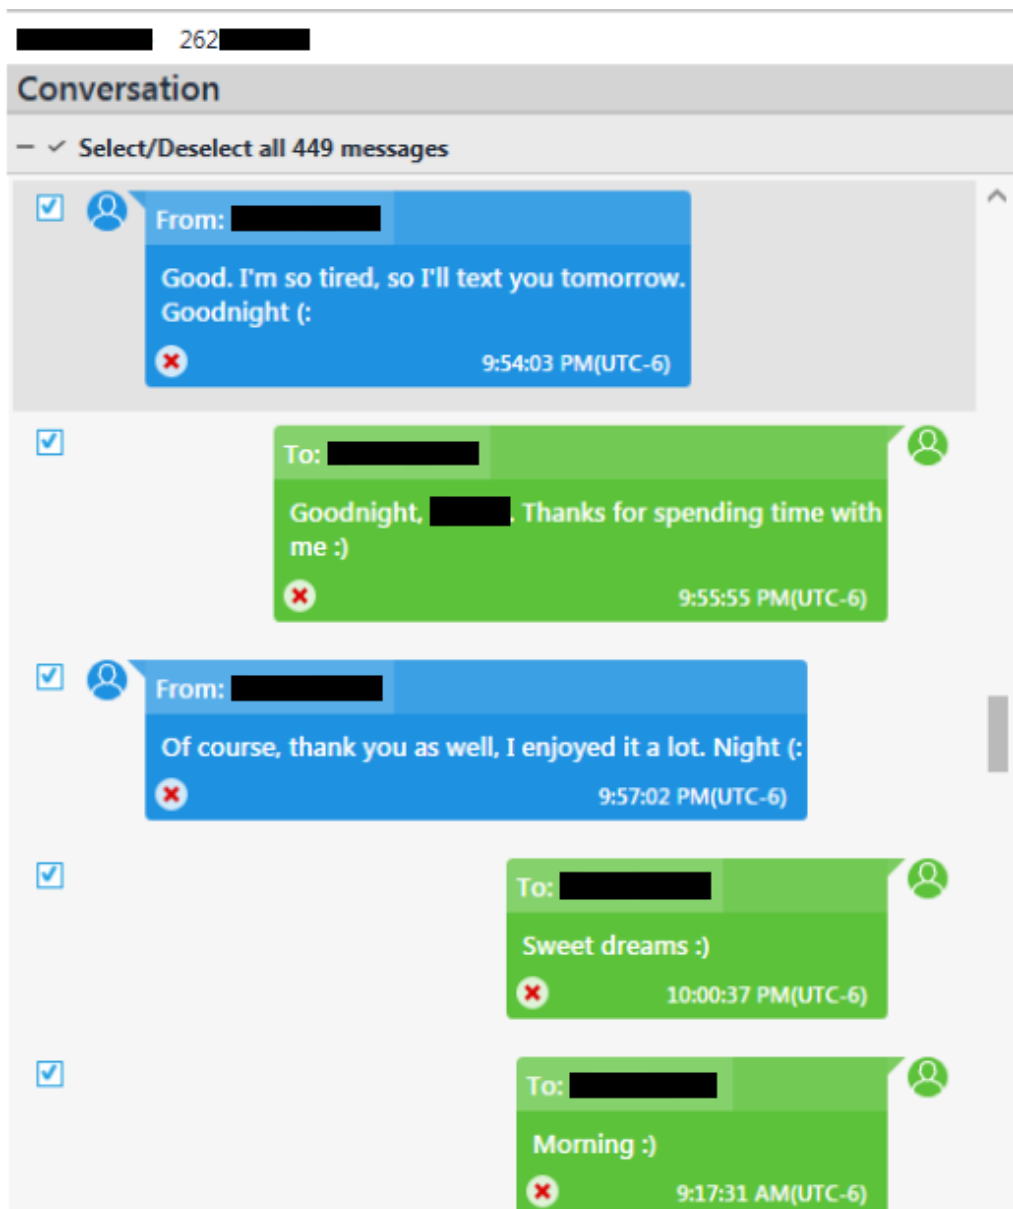 262
Conversation
Select/Deselect all 449 messages
From:
Good. I'm so tired, so I'll text you tomorrow.
Goodnight (:
9:54:03 PM(UTC-6)
To:
Goodnight, . Thanks for spending time with
me :)
9:55:55 PM(UTC-6)
From:
Of course, thank you as well, I enjoyed it a lot. Night (:
9:57:02 PM(UTC-6)
To:
Sweet dreams :)
10:00:37 PM(UTC-6)
To:
Morning :)
9:17:31 AM(UTC-6)